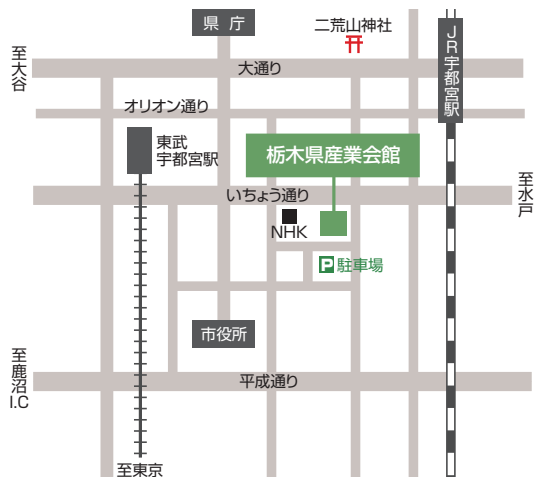 県庁
二荒山神社
至大谷
JR宇都宮駅
大通り
オリオン通り
東武
宇都宮駅
栃木県産業会館
至水戸
いちょう通り
NHK
P 駐車場
市役所
至鹿沼I.C
平成通り
至東京